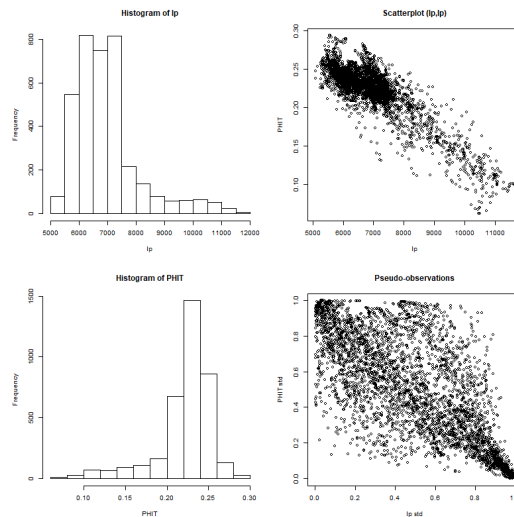 Histogram of Ip
Frequency
0 200 400 600 800
5000 6000 7000 8000 9000 10000 11000 12000
Ip
Scatterplot (Ip,Ip)
PHIT
0.10 0.15 0.20 0.25 0.30
5000 6000 7000 8000 9000 10000 11000
Ip
Histogram of PHIT
Frequency
0 500 1000 1500
0.10 0.15 0.20 0.25 0.30
PHIT
Pseudo-observations
PHIT std
0.0 0.2 0.4 0.6 0.8 1.0
0.0 0.2 0.4 0.6 0.8
Ip std